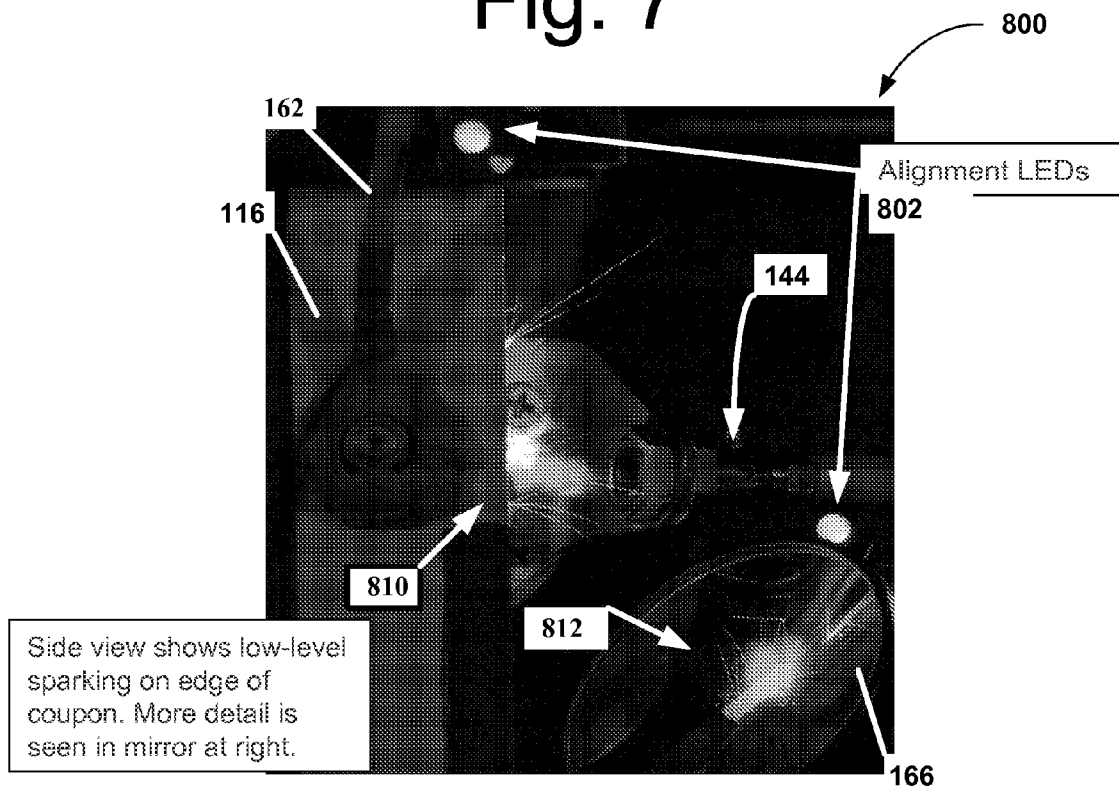 Fig. 7
800
162
Alignment LEDs
802
116
144
810
812
Side view shows low-level
sparking on edge of
coupon. More detail is
seen in mirror at right.
166